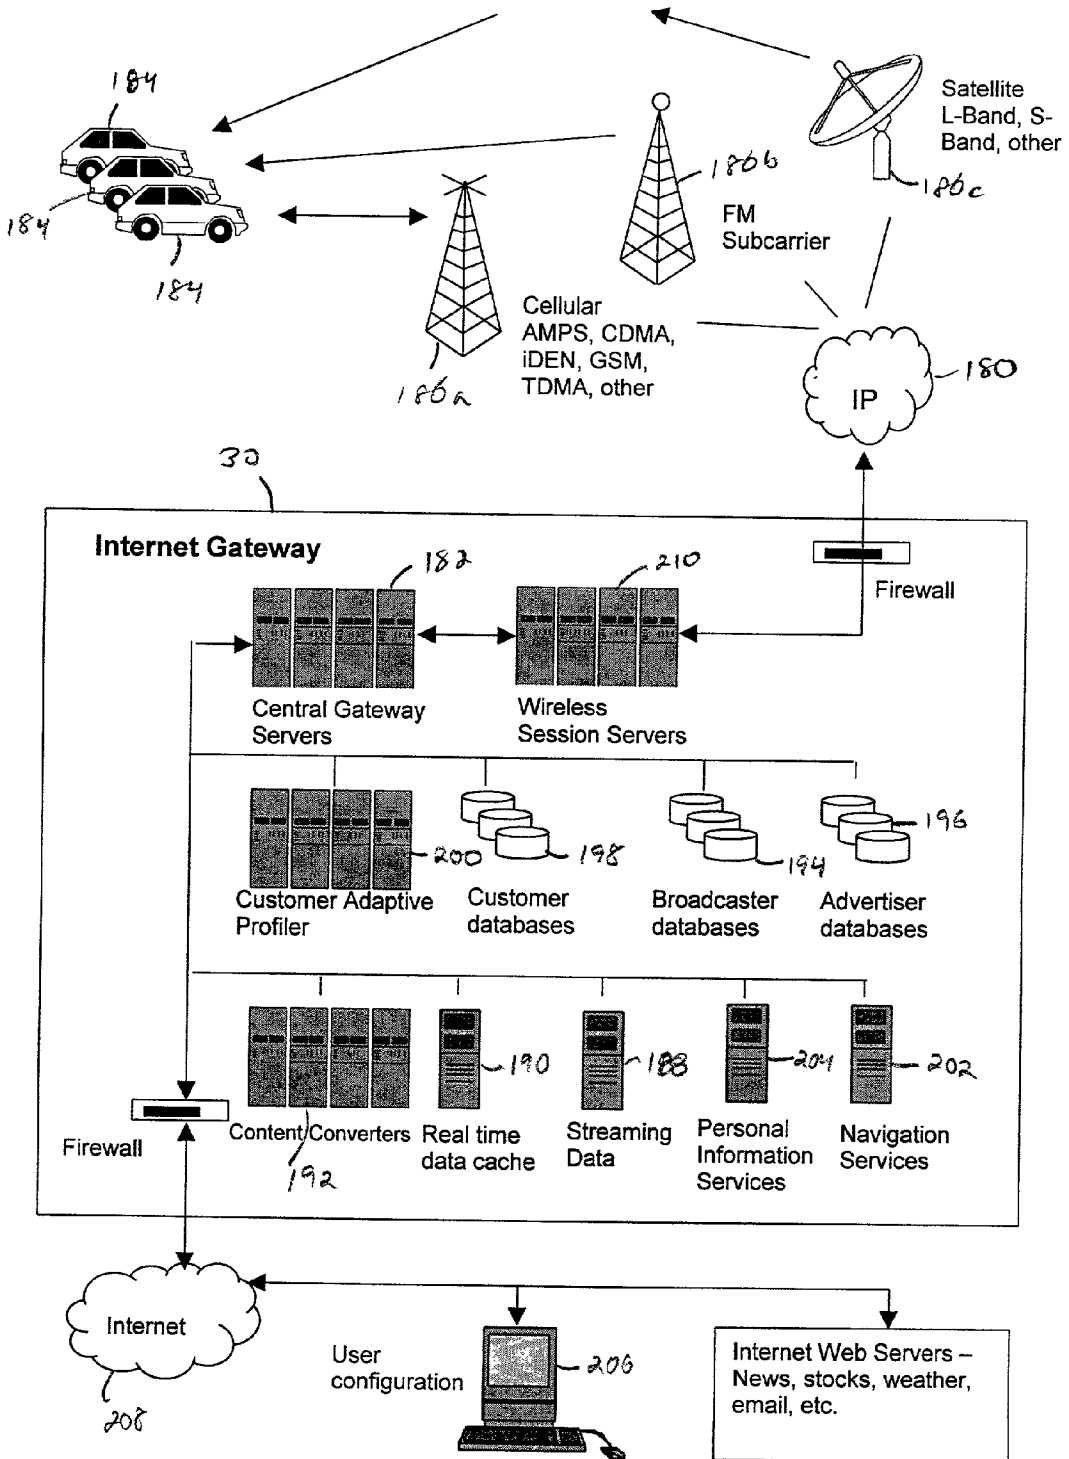 184
Satellite
L-Band, S-
Band, other
186b
186c
184
FM
Subcarrier
184
Cellular
AMPS, CDMA,
iDEN, GSM,
TDMA, other
186a
180
IP
30
Internet Gateway
182
210
Firewall
Central Gateway
Servers
Wireless
Session Servers
200
198
194
196
Customer Adaptive
Profiler
Customer
databases
Broadcaster
databases
Advertiser
databases
190
188
204
202
Firewall
Content Converters
192
Real time
data cache
Streaming
Data
Personal
Information
Services
Navigation
Services
Internet
208
User
configuration
206
Internet Web Servers –
News, stocks, weather,
email, etc.